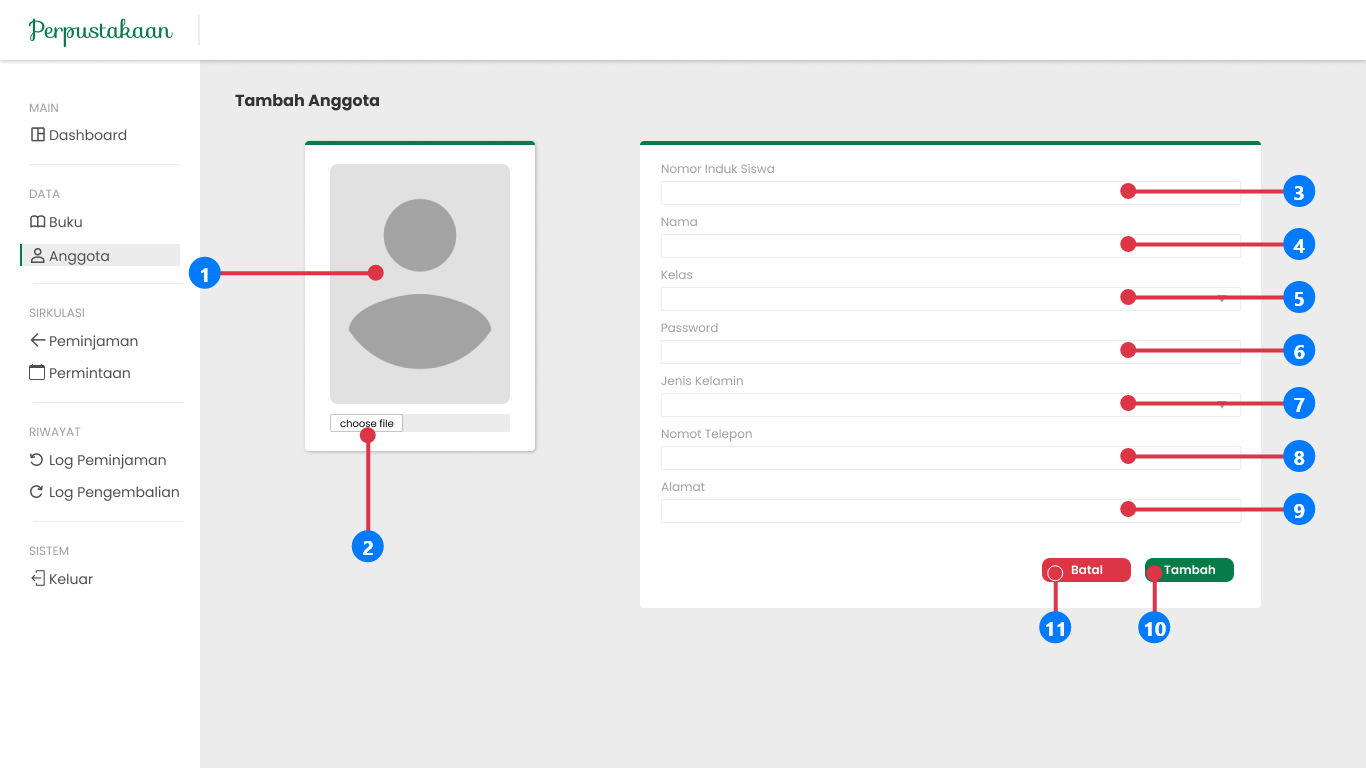 Perpustakaan
MAIN
Dashboard
DATA
Buku
Anggota
SIRKULASI
Peminjaman
Permintaan
RIWAYAT
Log Peminjaman
Log Pengembalian
SISTEM
Keluar
Tambah Anggota
1
choose file
2
Nomor Induk Siswa
3
Nama
4
Kelas
5
Password
6
Jenis Kelamin
7
Nomot Telepon
8
Alamat
9
Batal
Tambah
11
10